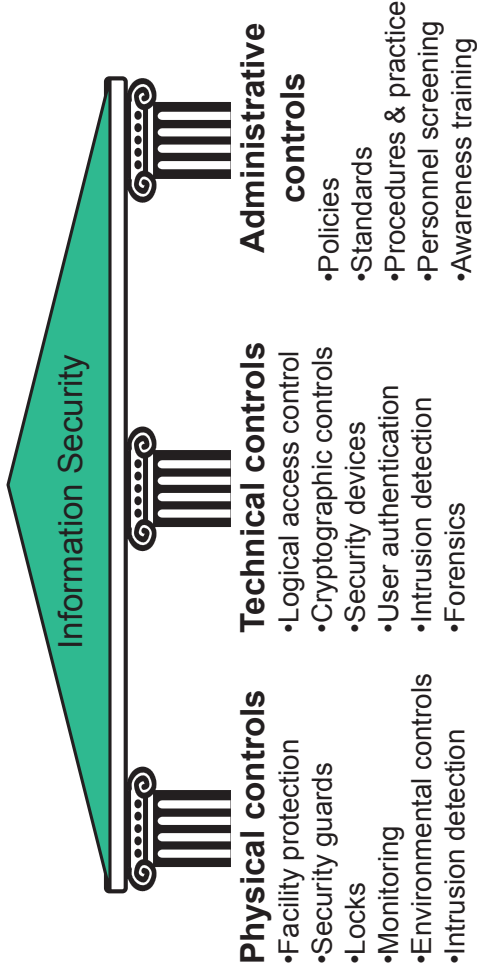 Information Security
Physical controls
•Facility protection
•Security guards
•Locks
•Monitoring
•Environmental controls
•Intrusion detection
Technical controls
•Logical access control
•Cryptographic controls
•Security devices
•User authentication
•Intrusion detection
•Forensics
Administrative
controls
•Policies
•Standards
•Procedures & practice
•Personnel screening
•Awareness training